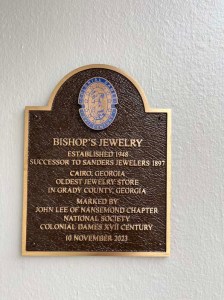 BISHOP'S JEWELRY
ESTABLISHED 1948
SUCCESSOR TO SANDERS JEWELERS 1897
CAIRO, GEORGIA
OLDEST JEWELRY STORE
IN GRADY COUNTY, GEORGIA
MARKED BY
JOHN LEE OF NANSEMOND CHAPTER
NATIONAL SOCIETY
COLONIAL DAMES XVII CENTURY
10 NOVEMBER 2023